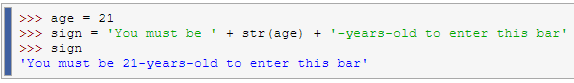 >>> age = 21
>>> sign = 'You must be ' + str(age) + '-years-old to enter this bar'
>>> sign
'You must be 21-years-old to enter this bar'